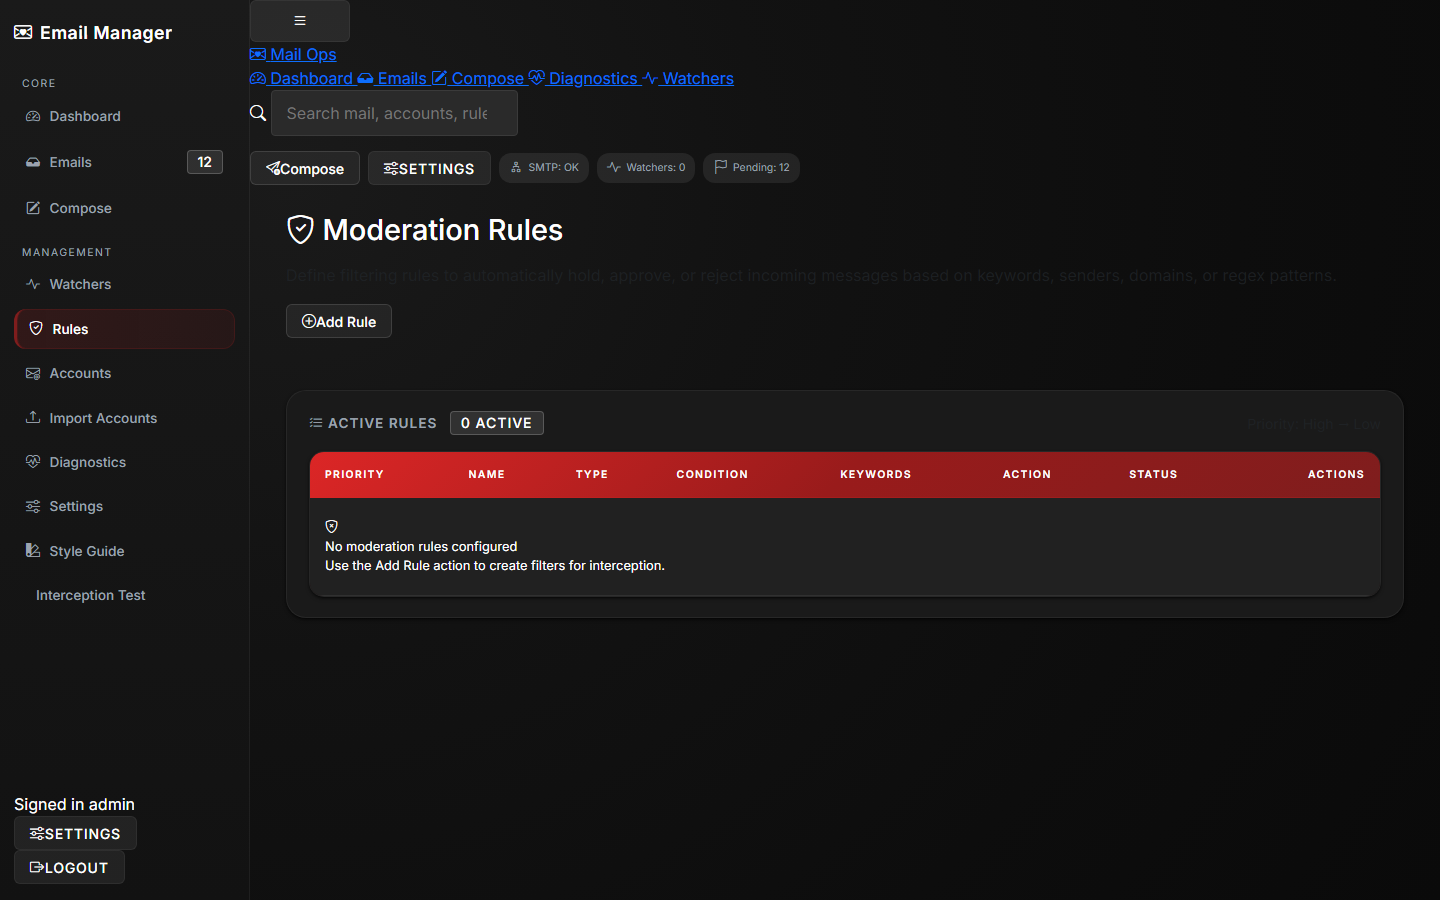 Email Manager
CORE
Dashboard
Emails 12
Compose
MANAGEMENT
Watchers
Rules
Accounts
Import Accounts
Diagnostics
Settings
Style Guide
Interception Test
Signed in admin
SETTINGS
LOGOUT
Mail Ops
Dashboard Emails Compose Diagnostics Watchers
Search mail, accounts, rule
Compose SETTINGS SMTP: OK Watchers: 0 Pending: 12
Moderation Rules
Define filtering rules to automatically hold, approve, or reject incoming messages based on keywords, senders, domains, or regex patterns.
Add Rule
ACTIVE RULES 0 ACTIVE Priority: High → Low
PRIORITY NAME TYPE CONDITION KEYWORDS ACTION STATUS ACTIONS
No moderation rules configured
Use the Add Rule action to create filters for interception.